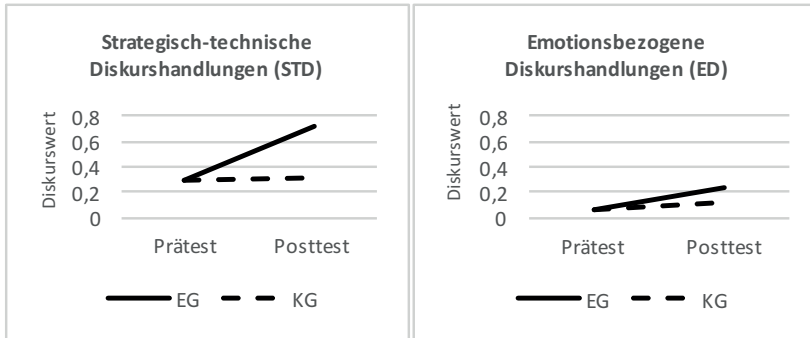 Strategisch-technische
Diskurshandlungen (STD)
Diskurswert
0,8
0,6
0,4
0,2
0
Prätest Posttest
EG KG
Emotionsbezogene
Diskurshandlungen (ED)
Diskurswert
0,8
0,6
0,4
0,2
0
Prätest Posttest
EG KG